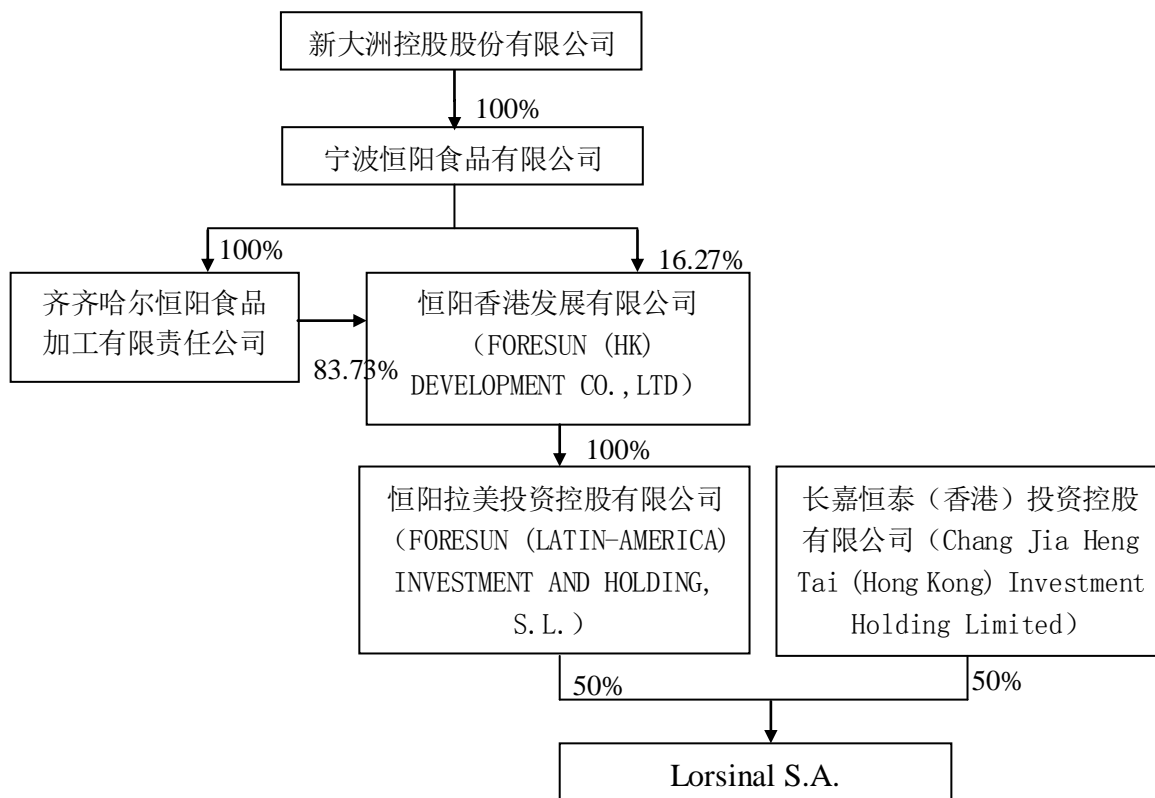 新大洲控股股份有限公司
100%
宁波恒阳食品有限公司
100%
16.27%
齐齐哈尔恒阳食品
加工有限责任公司
83.73%
恒阳香港发展有限公司
（FORESUN (HK)
DEVELOPMENT CO.,LTD）
100%
恒阳拉美投资控股有限公司
（FORESUN (LATIN-AMERICA)
INVESTMENT AND HOLDING,
S.L.）
长嘉恒泰（香港）投资控股
有限公司（Chang Jia Heng
Tai (Hong Kong) Investment
Holding Limited）
50%
50%
Lorsinal S.A.